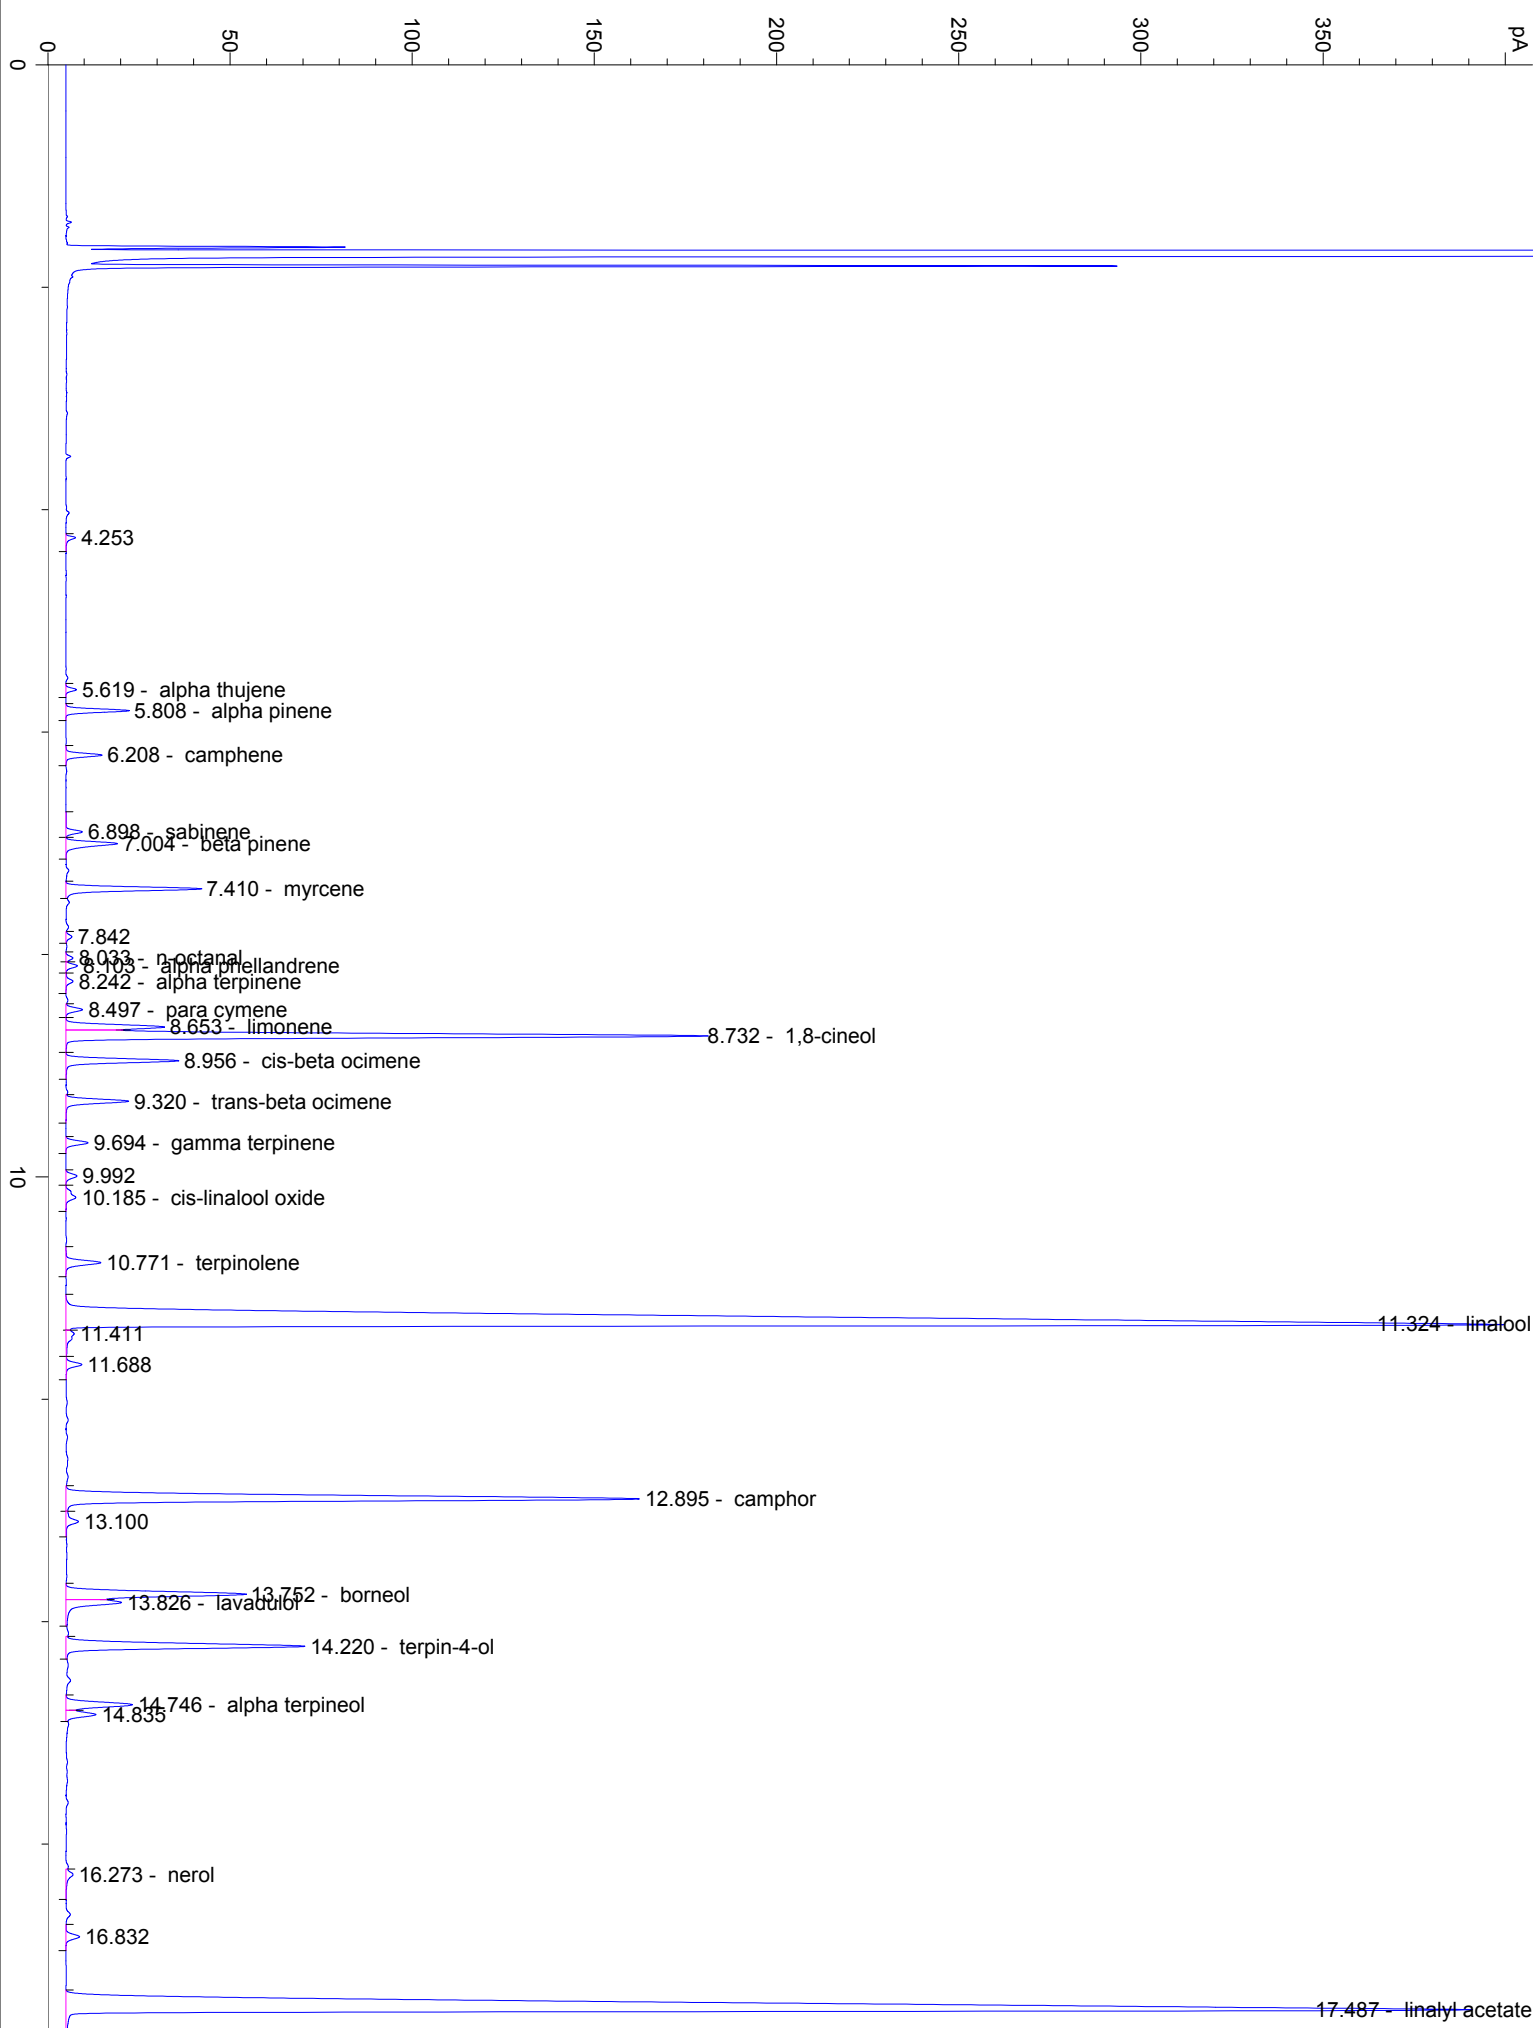 pA
0
50
100
150
200
250
300
350
0
4.253
5.619 - alpha thujene
5.808 - alpha pinene
6.208 - camphene
6.898 - sabinene
7.004 - beta pinene
7.410 - myrcene
7.842
8.033 - n-octanal
8.103 - alpha phellandrene
8.242 - alpha terpinene
8.497 - para cymene
8.653 - limonene
8.732 - 1,8-cineol
8.956 - cis-beta ocimene
9.320 - trans-beta ocimene
9.694 - gamma terpinene
9.992
10
10.185 - cis-linalool oxide
10.771 - terpinolene
11.324 - linalool
11.411
11.688
12.895 - camphor
13.100
13.752 - borneol
13.826 - lavadulol
14.220 - terpin-4-ol
14.746 - alpha terpineol
14.835
16.273 - nerol
16.832
17.487 - linalyl acetate